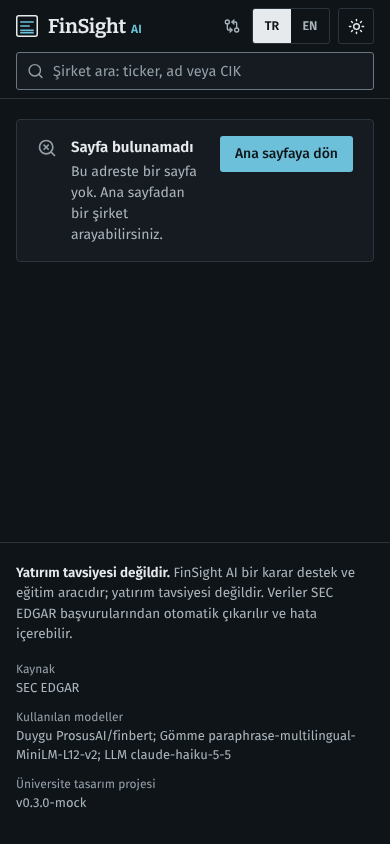 FinSight AI TR EN
Şirket ara: ticker, ad veya CIK
Sayfa bulunamadı
Bu adreste bir sayfa
yok. Ana sayfadan
bir şirket
arayabilirsiniz.
Ana sayfaya dön
Yatırım tavsiyesi değildir. FinSight AI bir karar destek ve
eğitim aracıdır; yatırım tavsiyesi değildir. Veriler SEC
EDGAR başvurularından otomatik çıkarılır ve hata
içerebilir.
Kaynak
SEC EDGAR
Kullanılan modeller
Duygu ProsusAI/finbert; Gömme paraphrase-multilingual-
MiniLM-L12-v2; LLM claude-haiku-5-5
Üniversite tasarım projesi
v0.3.0-mock